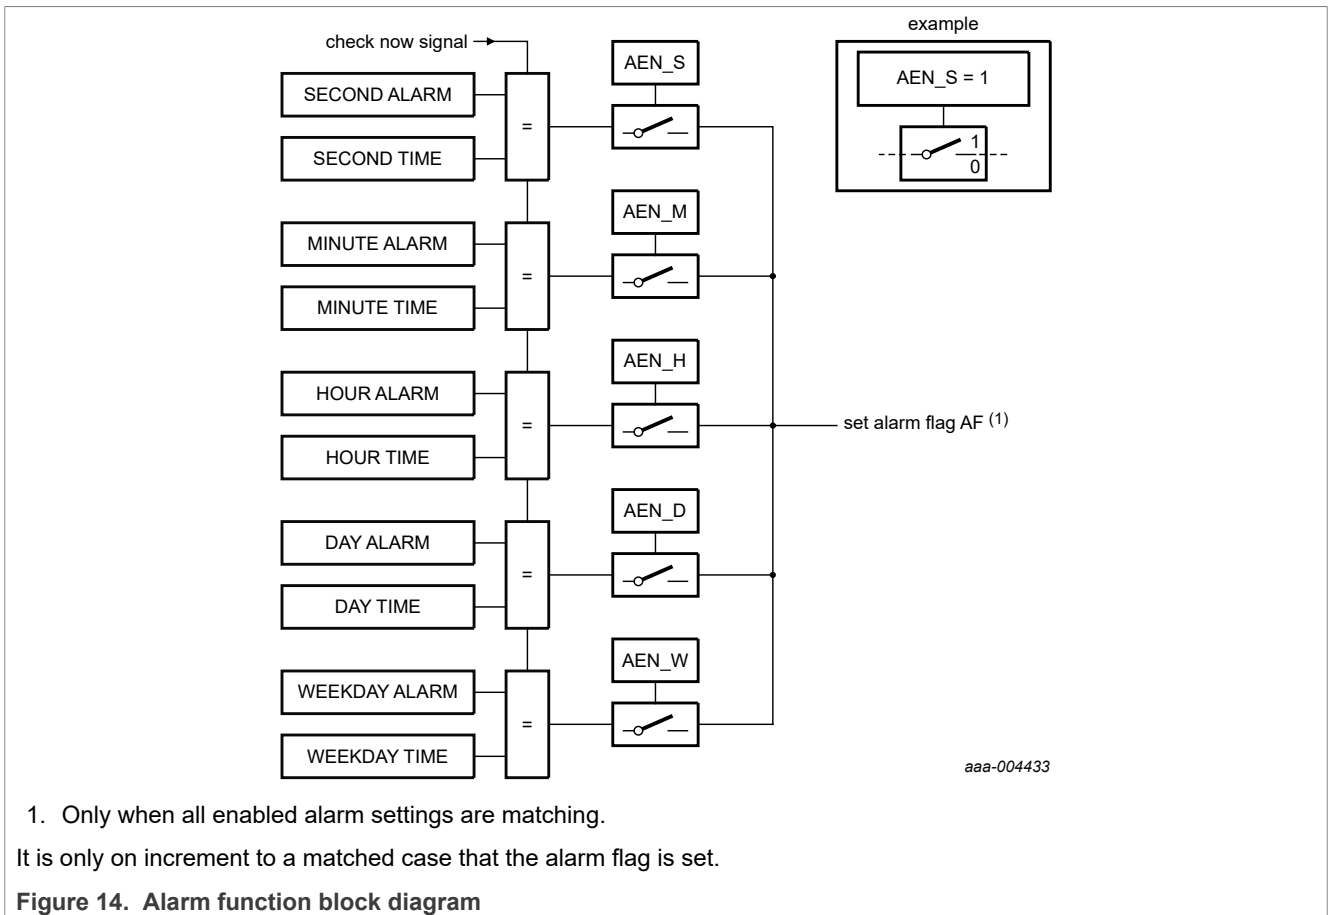 example
check now signal
AEN_S
AEN_S = 1
SECOND ALARM
=
1
0
SECOND TIME
AEN_M
MINUTE ALARM
=
MINUTE TIME
AEN_H
HOUR ALARM
=
set alarm flag AF (1)
HOUR TIME
AEN_D
DAY ALARM
=
DAY TIME
AEN_W
WEEKDAY ALARM
=
WEEKDAY TIME
aaa-004433
1. Only when all enabled alarm settings are matching.
It is only on increment to a matched case that the alarm flag is set.
Figure 14. Alarm function block diagram